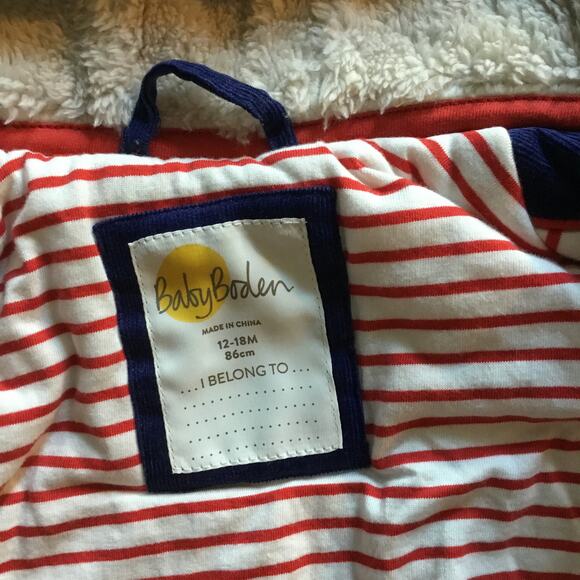 BabyBoden
MADE IN CHINA
12-18M
86cm
...I BELONG TO...